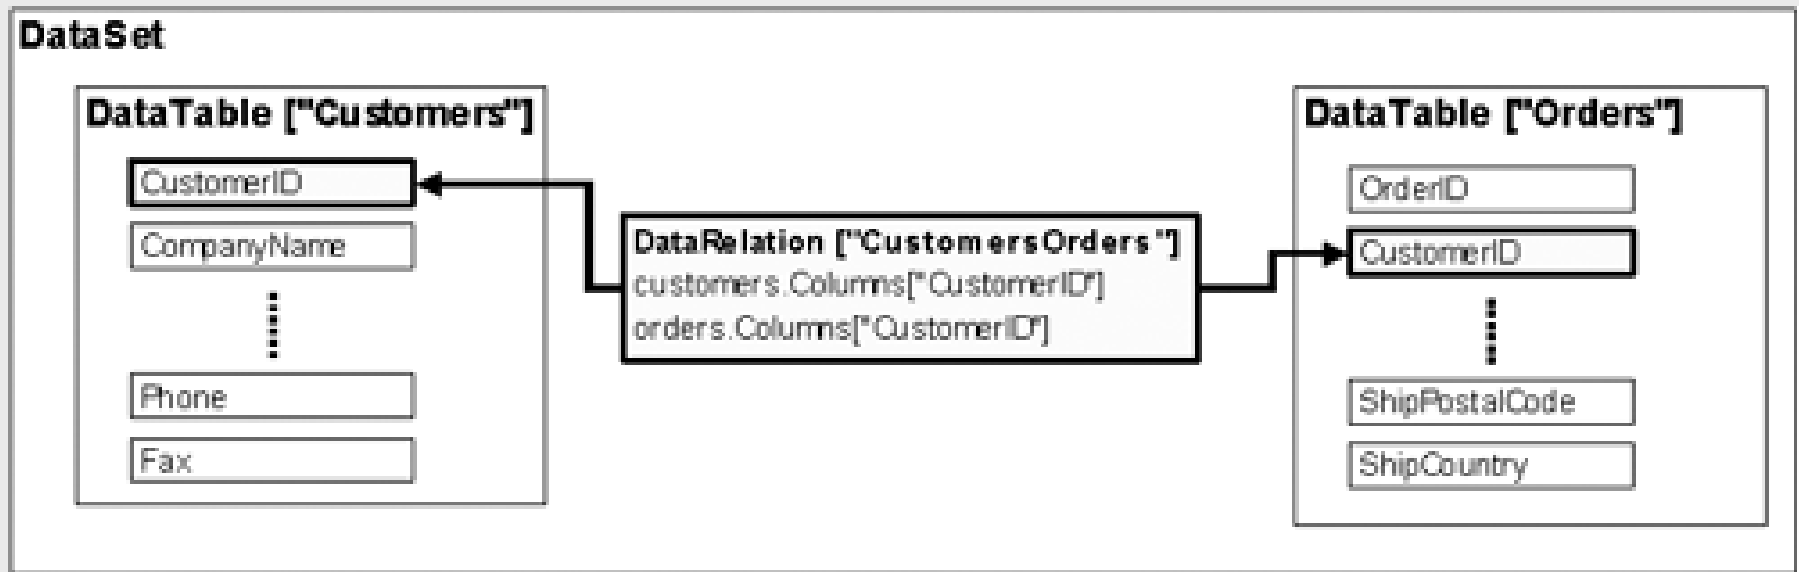 DataSet
DataTable ["Customers"]
CustomerID
CompanyName
Phone
Fax
DataRelation ["CustomersOrders"]
customers.Columns["CustomerID"]
orders.Columns["CustomerID"]
DataTable ["Orders"]
OrderID
CustomerID
ShipPostalCode
ShipCountry